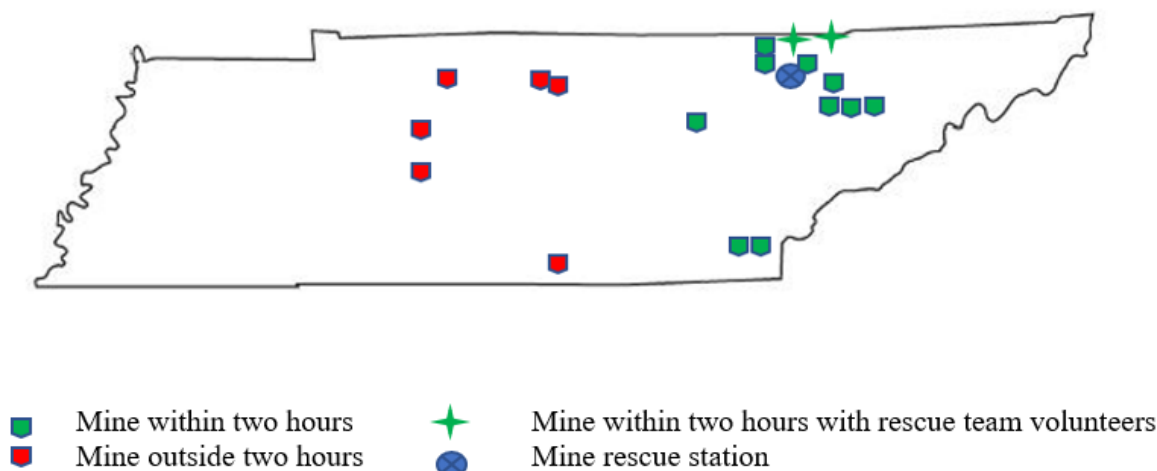 Mine within two hours
Mine within two hours with rescue team volunteers
Mine outside two hours
Mine rescue station